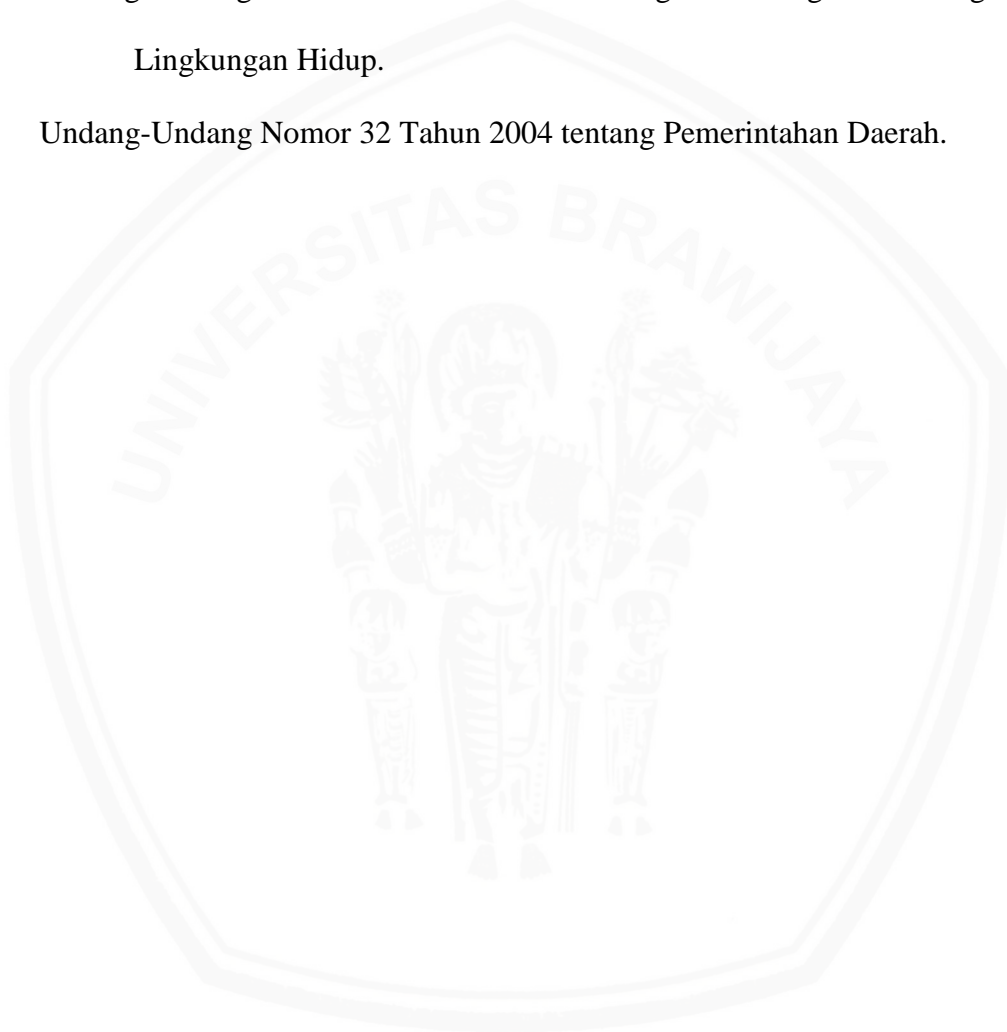 Lingkungan Hidup.
Undang-Undang Nomor 32 Tahun 2004 tentang Pemerintahan Daerah.
UNIVERSITAS BRAWIJAYA